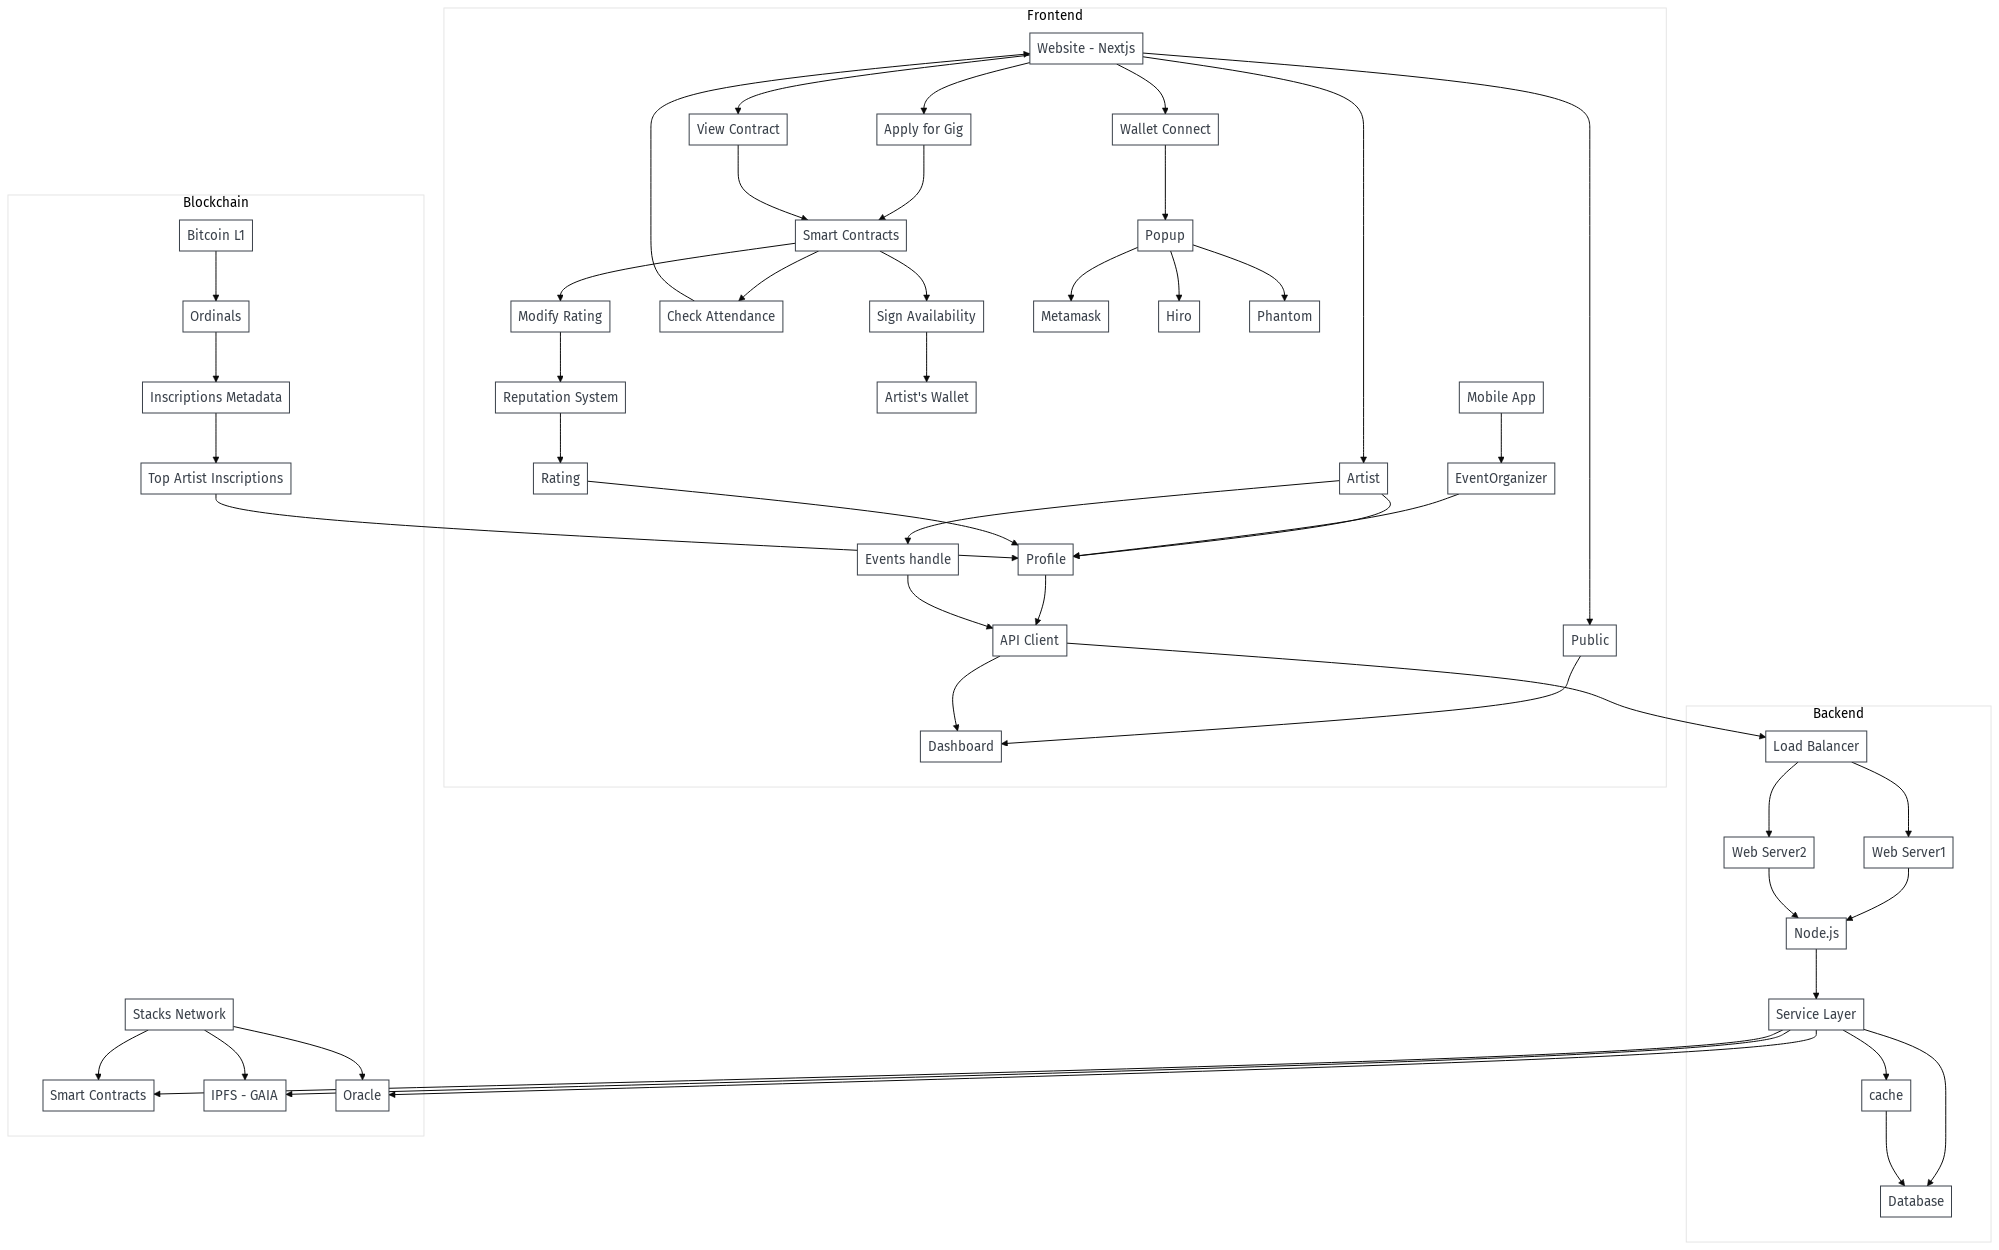 Frontend
Website - Nextjs
View Contract
Apply for Gig
Wallet Connect
Blockchain
Bitcoin L1
Smart Contracts
Popup
Ordinals
Modify Rating
Check Attendance
Sign Availability
Metamask
Hiro
Phantom
Inscriptions Metadata
Reputation System
Artist's Wallet
Mobile App
Top Artist Inscriptions
Rating
Artist
EventOrganizer
Events handle
Profile
API Client
Public
Backend
Dashboard
Load Balancer
Web Server2
Web Server1
Node.js
Stacks Network
Service Layer
Smart Contracts
IPFS - GAIA
Oracle
cache
Database